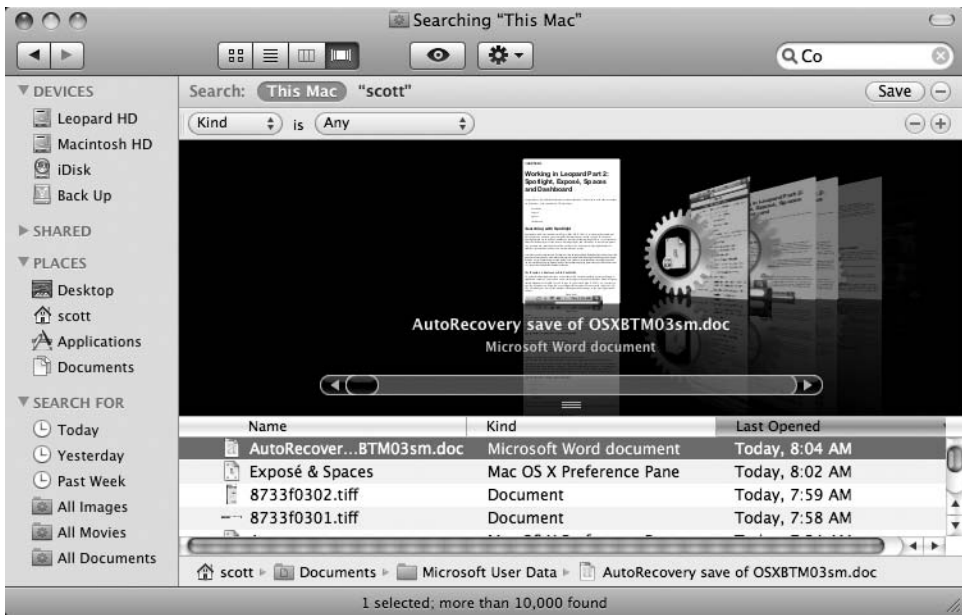 Searching “This Mac”
Co
DEVICES
Leopard HD
Macintosh HD
iDisk
Back Up
SHARED
PLACES
Desktop
scott
Applications
Documents
SEARCH FOR
Today
Yesterday
Past Week
All Images
All Movies
All Documents
Search: This Mac "scott" Save
Kind is Any
Working in Leopard Part 2:
Spotlight, Exposé, Spaces
and Dashboard
Searching with Spotlight
AutoRecovery save of OSXBTM03sm.doc
Microsoft Word document
Name Kind Last Opened
AutoRecover...BTM03sm.doc Microsoft Word document Today, 8:04 AM
Exposé & Spaces Mac OS X Preference Pane Today, 8:02 AM
8733f0302.tiff Document Today, 7:59 AM
8733f0301.tiff Document Today, 7:58 AM
scott Documents Microsoft User Data AutoRecovery save of OSXBTM03sm.doc
1 selected; more than 10,000 found